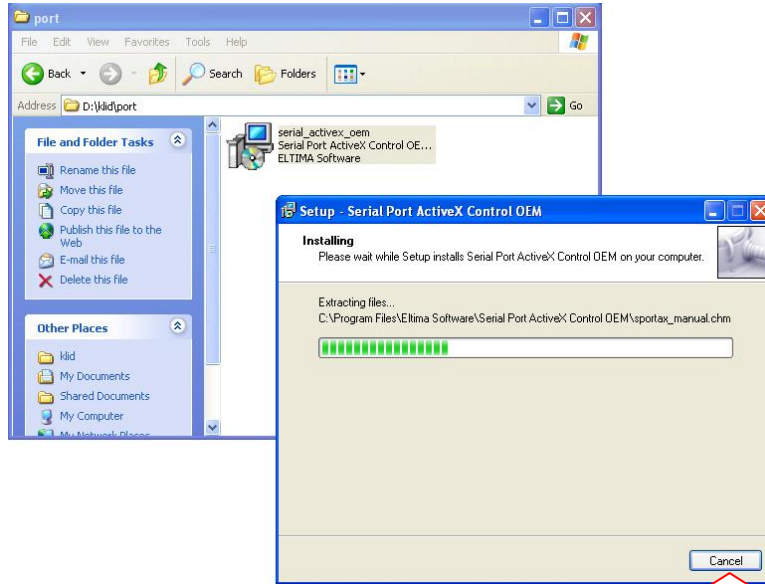 port
File Edit View Favorites Tools Help
Back Search Folders
Address D:\klid\port Go
File and Folder Tasks
Rename this file
Move this file
Copy this file
Publish this file to the
Web
E-mail this file
Delete this file
Other Places
klid
My Documents
Shared Documents
My Computer
My Network Places
serial_activex_oem
Serial Port ActiveX Control OE...
ELTIMA Software
Setup - Serial Port ActiveX Control OEM
Installing
Please wait while Setup installs Serial Port ActiveX Control OEM on your computer.
Extracting files...
C:\Program Files\Eltima Software\Serial Port ActiveX Control OEM\sportax_manual.chm
Cancel